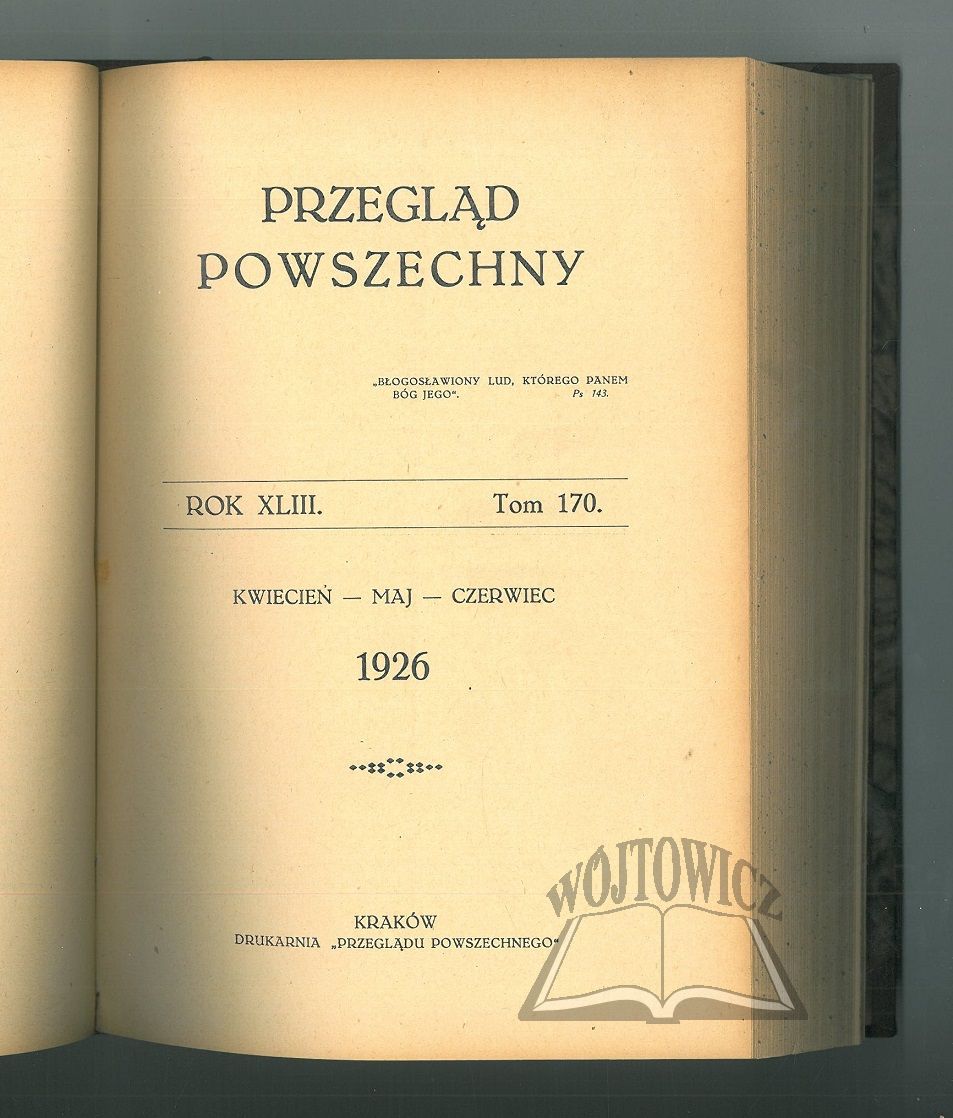 PRZEGLĄD
POWSZECHNY
„BŁOGOSŁAWIONY LUD, KTÓREGO PANEM
BÓG JEGO“. Ps 143.
ROK XLIII. Tom 170.
KWIECIEŃ — MAJ — CZERWIEC
1926
KRAKÓW
DRUKARNIA „PRZEGLĄDU POWSZECHNEGO“
WÓJTOWICZ